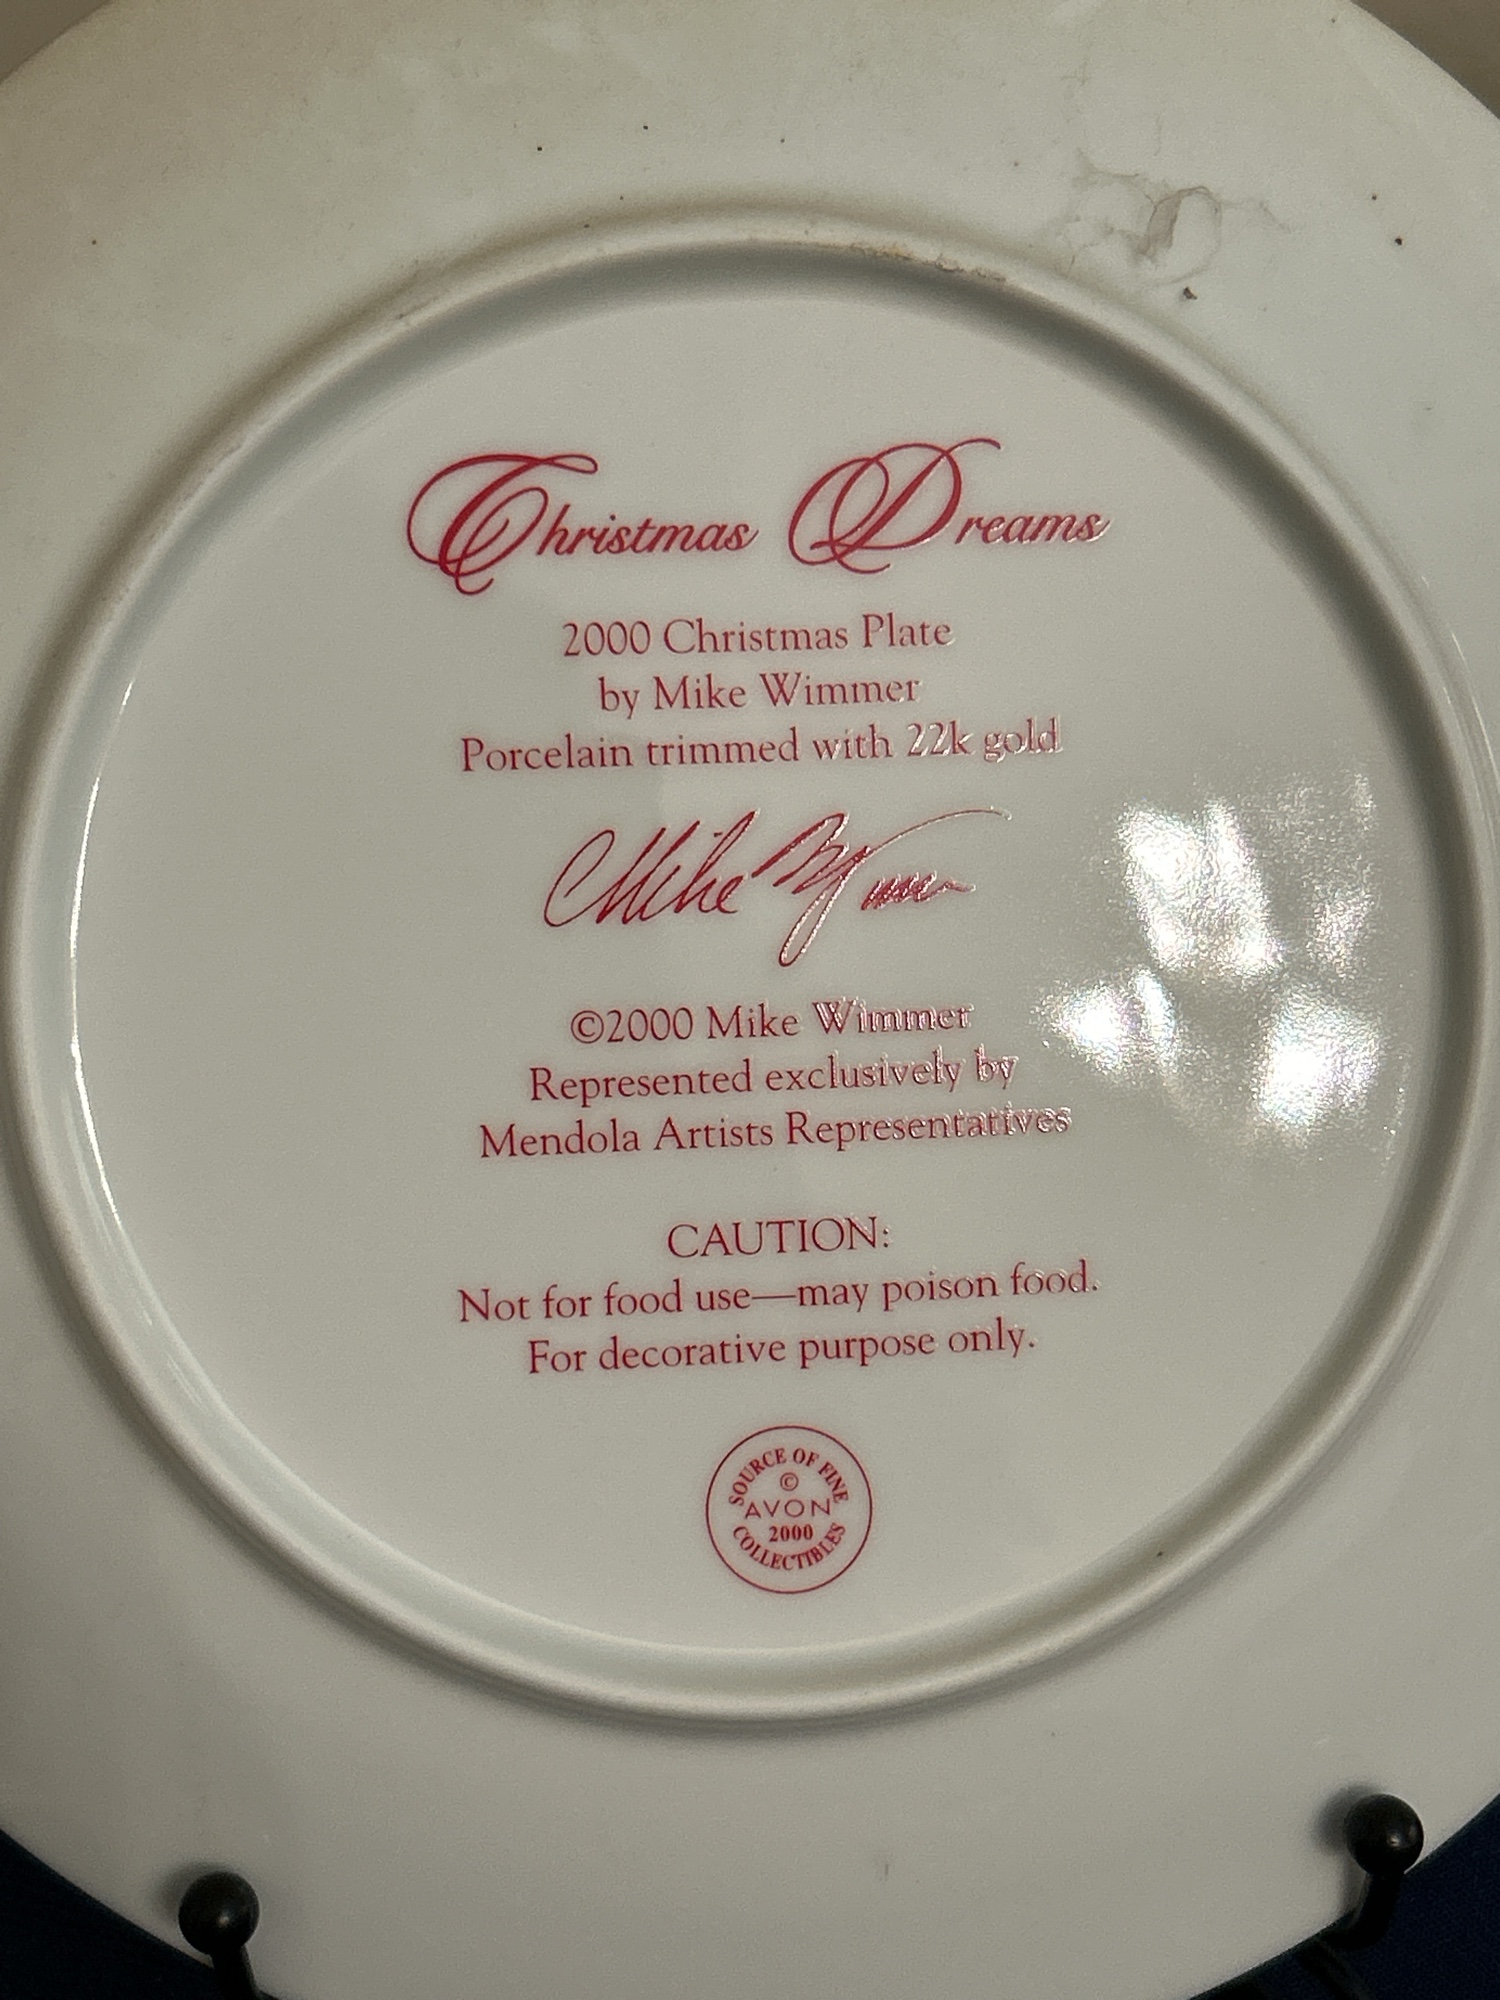 Christmas Dreams
2000 Christmas Plate
by Mike Wimmer
Porcelain trimmed with 22k gold
Mike Wimmer
©2000 Mike Wimmer
Represented exclusively by
Mendola Artists Representatives
CAUTION:
Not for food use—may poison food.
For decorative purpose only.
SOURCE OF FINE
©
AVON
2000
COLLECTIBLES